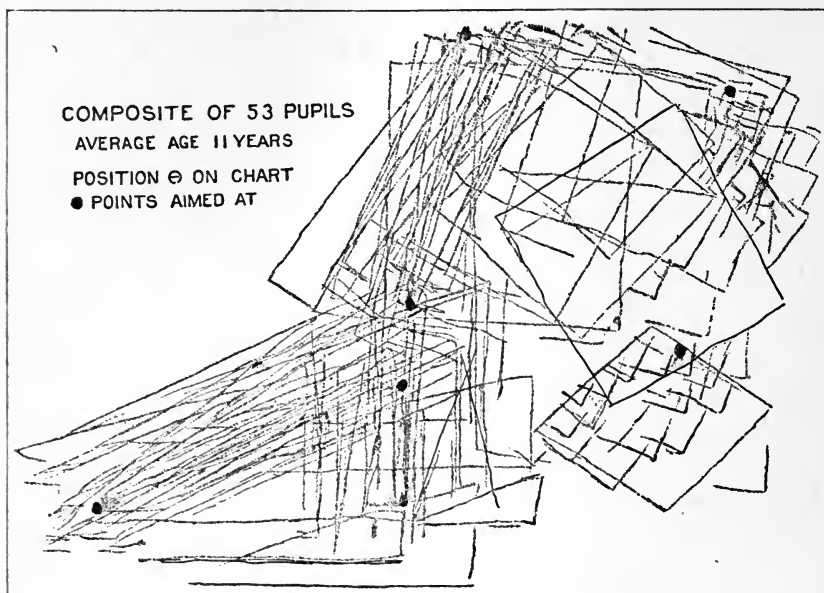 COMPOSITE OF 53 PUPILS
AVERAGE AGE 11 YEARS
POSITION ⊖ ON CHART
● POINTS AIMED AT